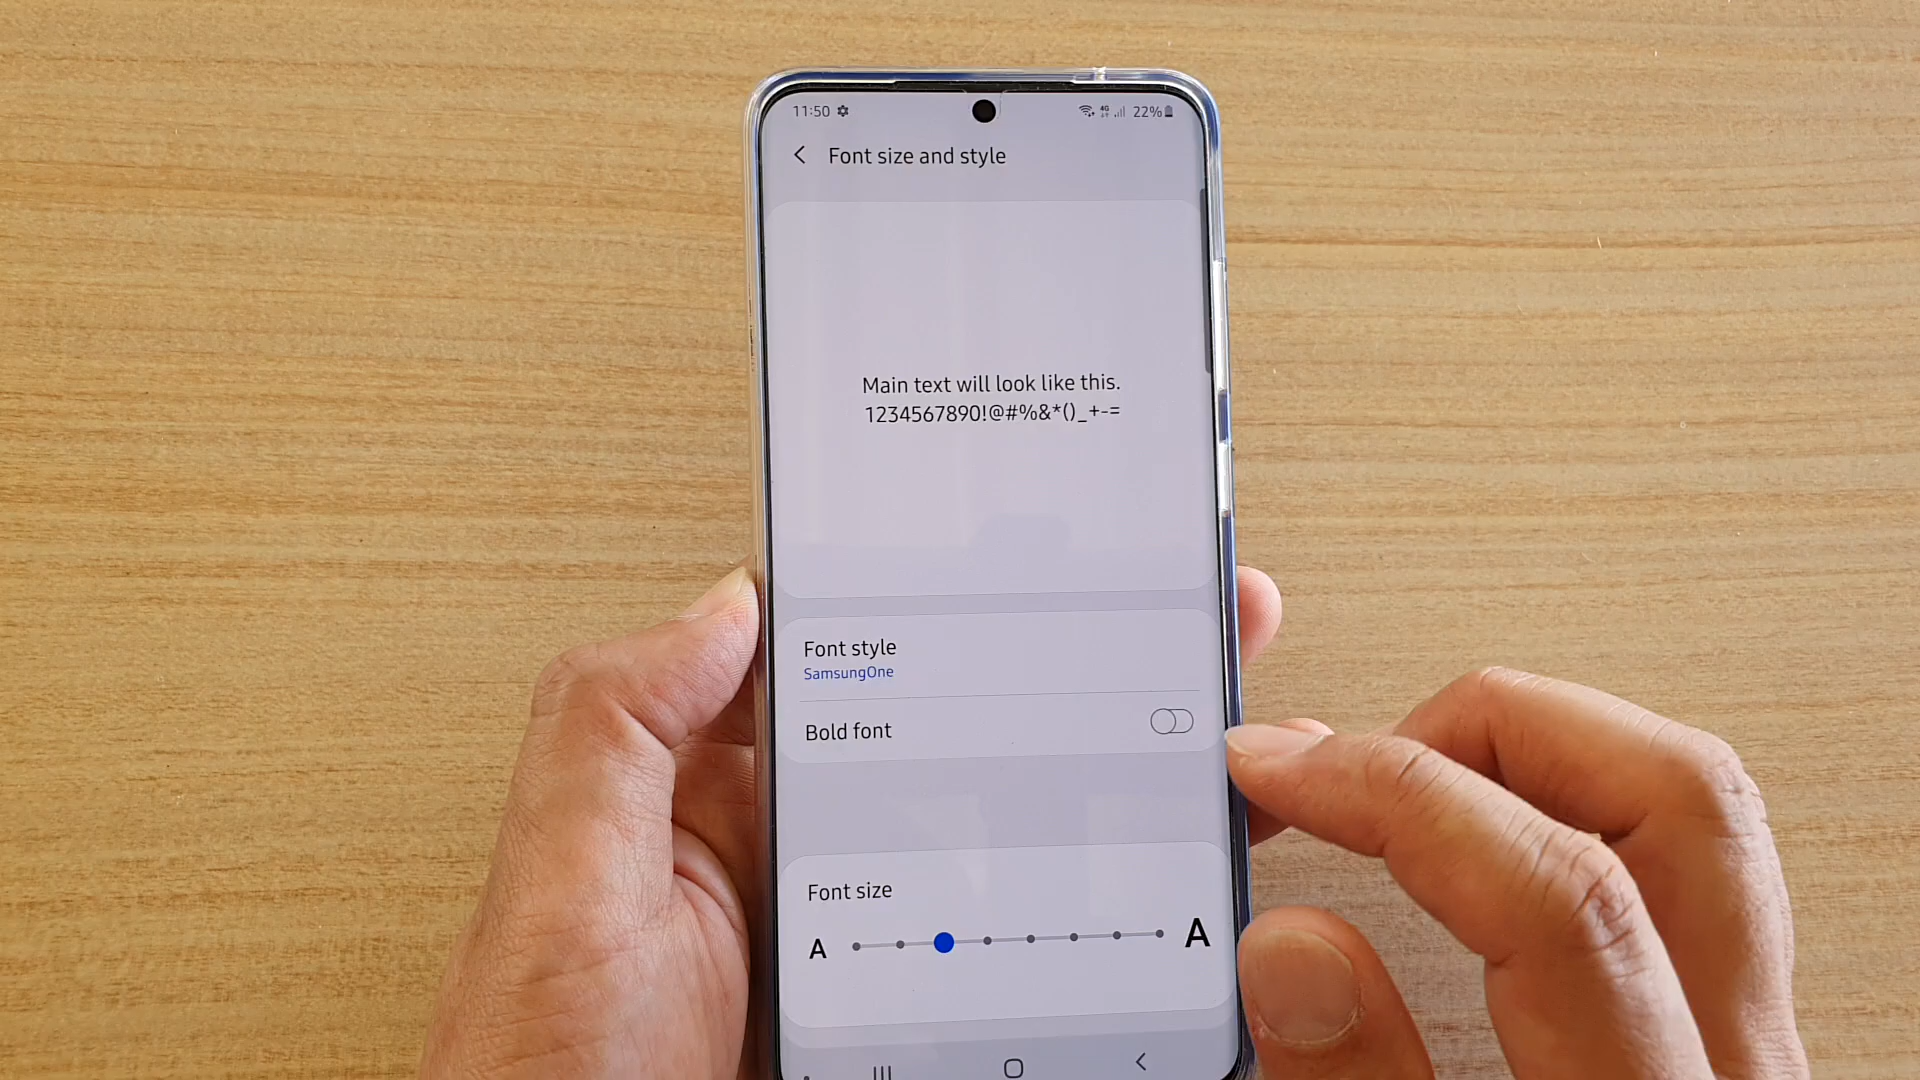 11:50 4G 22%
Font size and style
Main text will look like this.
1234567890!@#%&*()_+-=
Font style
SamsungOne
Bold font
Font size
A A